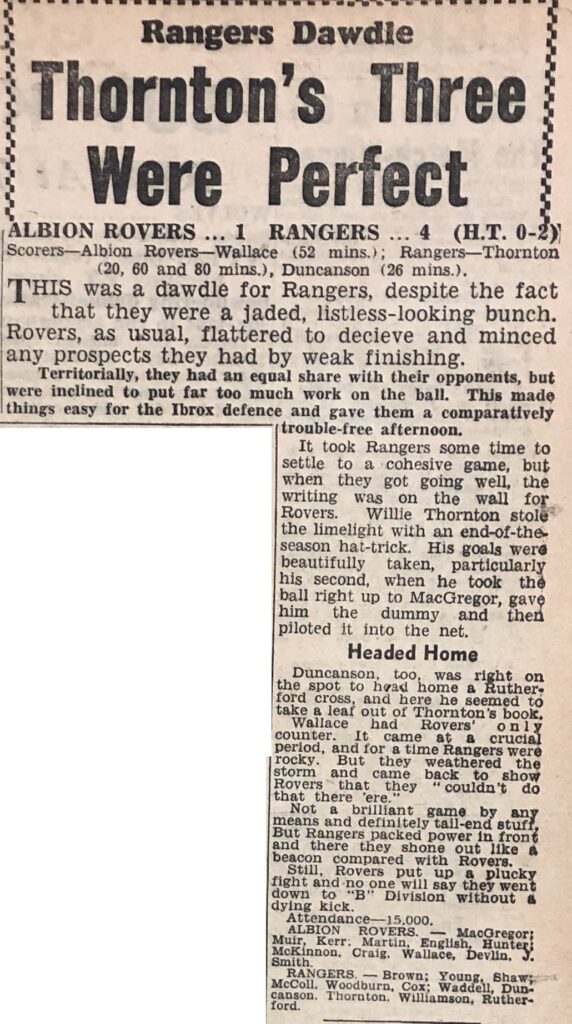 Rangers Dawdle
Thornton's Three
Were Perfect
ALBION ROVERS ... 1 RANGERS ... 4 (H.T. 0-2)
Scorers—Albion Rovers—Wallace (52 mins.); Rangers—Thornton
(20, 60 and 80 mins.), Duncanson (26 mins.).
THIS was a dawdle for Rangers, despite the fact
that they were a jaded, listless-looking bunch.
Rovers, as usual, flattered to decieve and minced
any prospects they had by weak finishing.
Territorially, they had an equal share with their opponents, but
were inclined to put far too much work on the ball. This made
things easy for the Ibrox defence and gave them a comparatively
trouble-free afternoon.
It took Rangers some time to
settle to a cohesive game, but
when they got going well, the
writing was on the wall for
Rovers. Willie Thornton stole
the limelight with an end-of-the-
season hat-trick. His goals were
beautifully taken, particularly
his second, when he took the
ball right up to MacGregor, gave
him the dummy and then
piloted it into the net.
Headed Home
Duncanson, too, was right on
the spot to head home a Ruther-
ford cross, and here he seemed to
take a leaf out of Thornton's book.
Wallace had Rovers' only
counter. It came at a crucial
period, and for a time Rangers were
rocky. But they weathered the
storm and came back to show
Rovers that they "couldn't do
that there 'ere."
Not a brilliant game by any
means and definitely tail-end stuff.
But Rangers packed power in front
and there they shone out like a
beacon compared with Rovers.
Still, Rovers put up a plucky
fight and no one will say they went
down to "B" Division without a
dying kick.
Attendance—15,000.
ALBION ROVERS. — MacGregor;
Muir, Kerr; Martin, English, Hunter;
McKinnon, Craig, Wallace, Devlin, J.
Smith.
RANGERS. — Brown; Young, Shaw;
McColl, Woodburn, Cox; Waddell, Dun-
canson, Thornton, Williamson, Ruther-
ford.